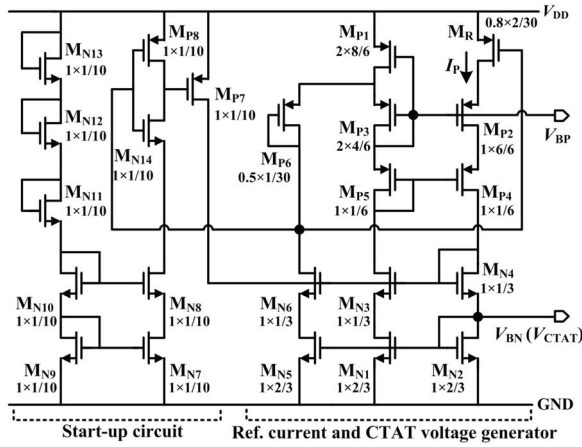 0.8×2/30
V_DD
M_P8
1×1/10
M_P1
2×8/6
M_R
M_N13
1×1/10
I_P
M_P7
1×1/10
M_N12
1×1/10
V_BP
M_P3
2×4/6
M_P2
1×6/6
M_N14
1×1/10
M_P6
0.5×1/30
M_N11
1×1/10
M_P5
1×1/6
M_P4
1×1/6
M_N10
1×1/10
M_N8
1×1/10
M_N6
1×1/3
M_N3
1×1/3
M_N4
1×1/3
V_BN (V_CTAT)
M_N9
1×1/10
M_N7
1×1/10
M_N5
1×2/3
M_N1
1×2/3
M_N2
1×2/3
GND
Start-up circuit
Ref. current and CTAT voltage generator